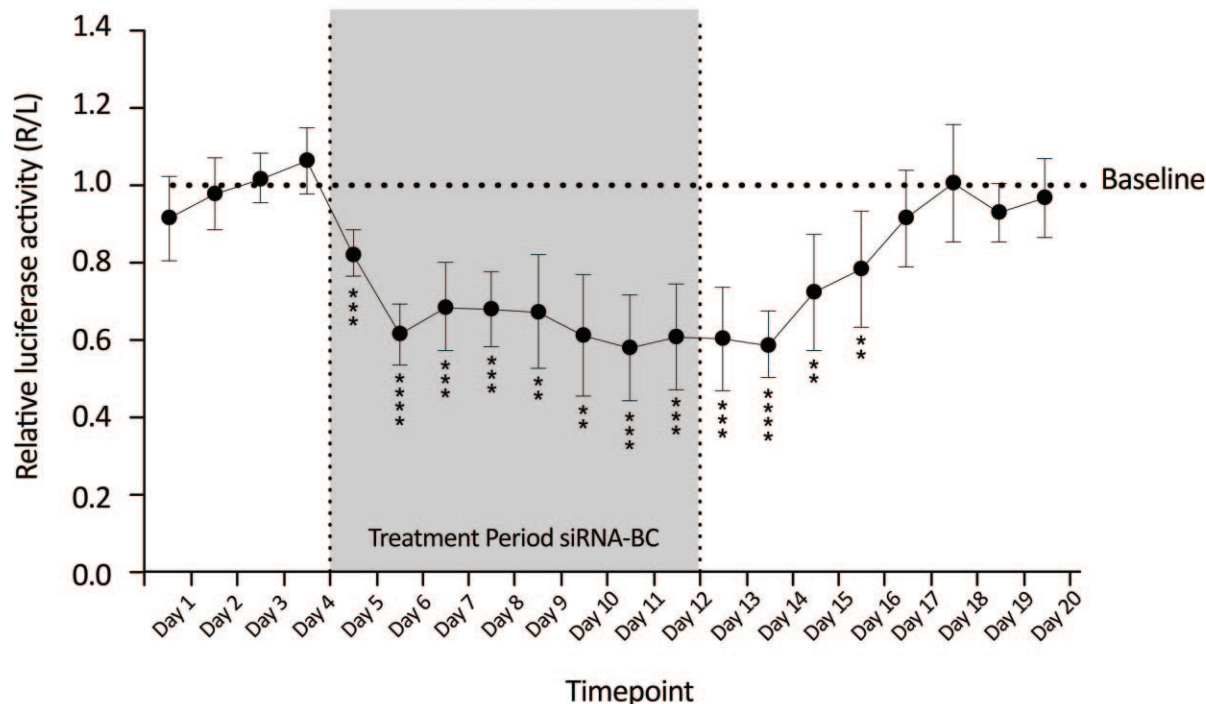 Relative luciferase activity (R/L)
1.4
1.2
1.0
0.8
0.6
0.4
0.2
0.0
Baseline
***
****
***
***
**
**
***
***
***
****
**
**
Treatment Period siRNA-BC
Day 1
Day 2
Day 3
Day 4
Day 5
Day 6
Day 7
Day 8
Day 9
Day 10
Day 11
Day 12
Day 13
Day 14
Day 15
Day 16
Day 17
Day 18
Day 19
Day 20
Timepoint